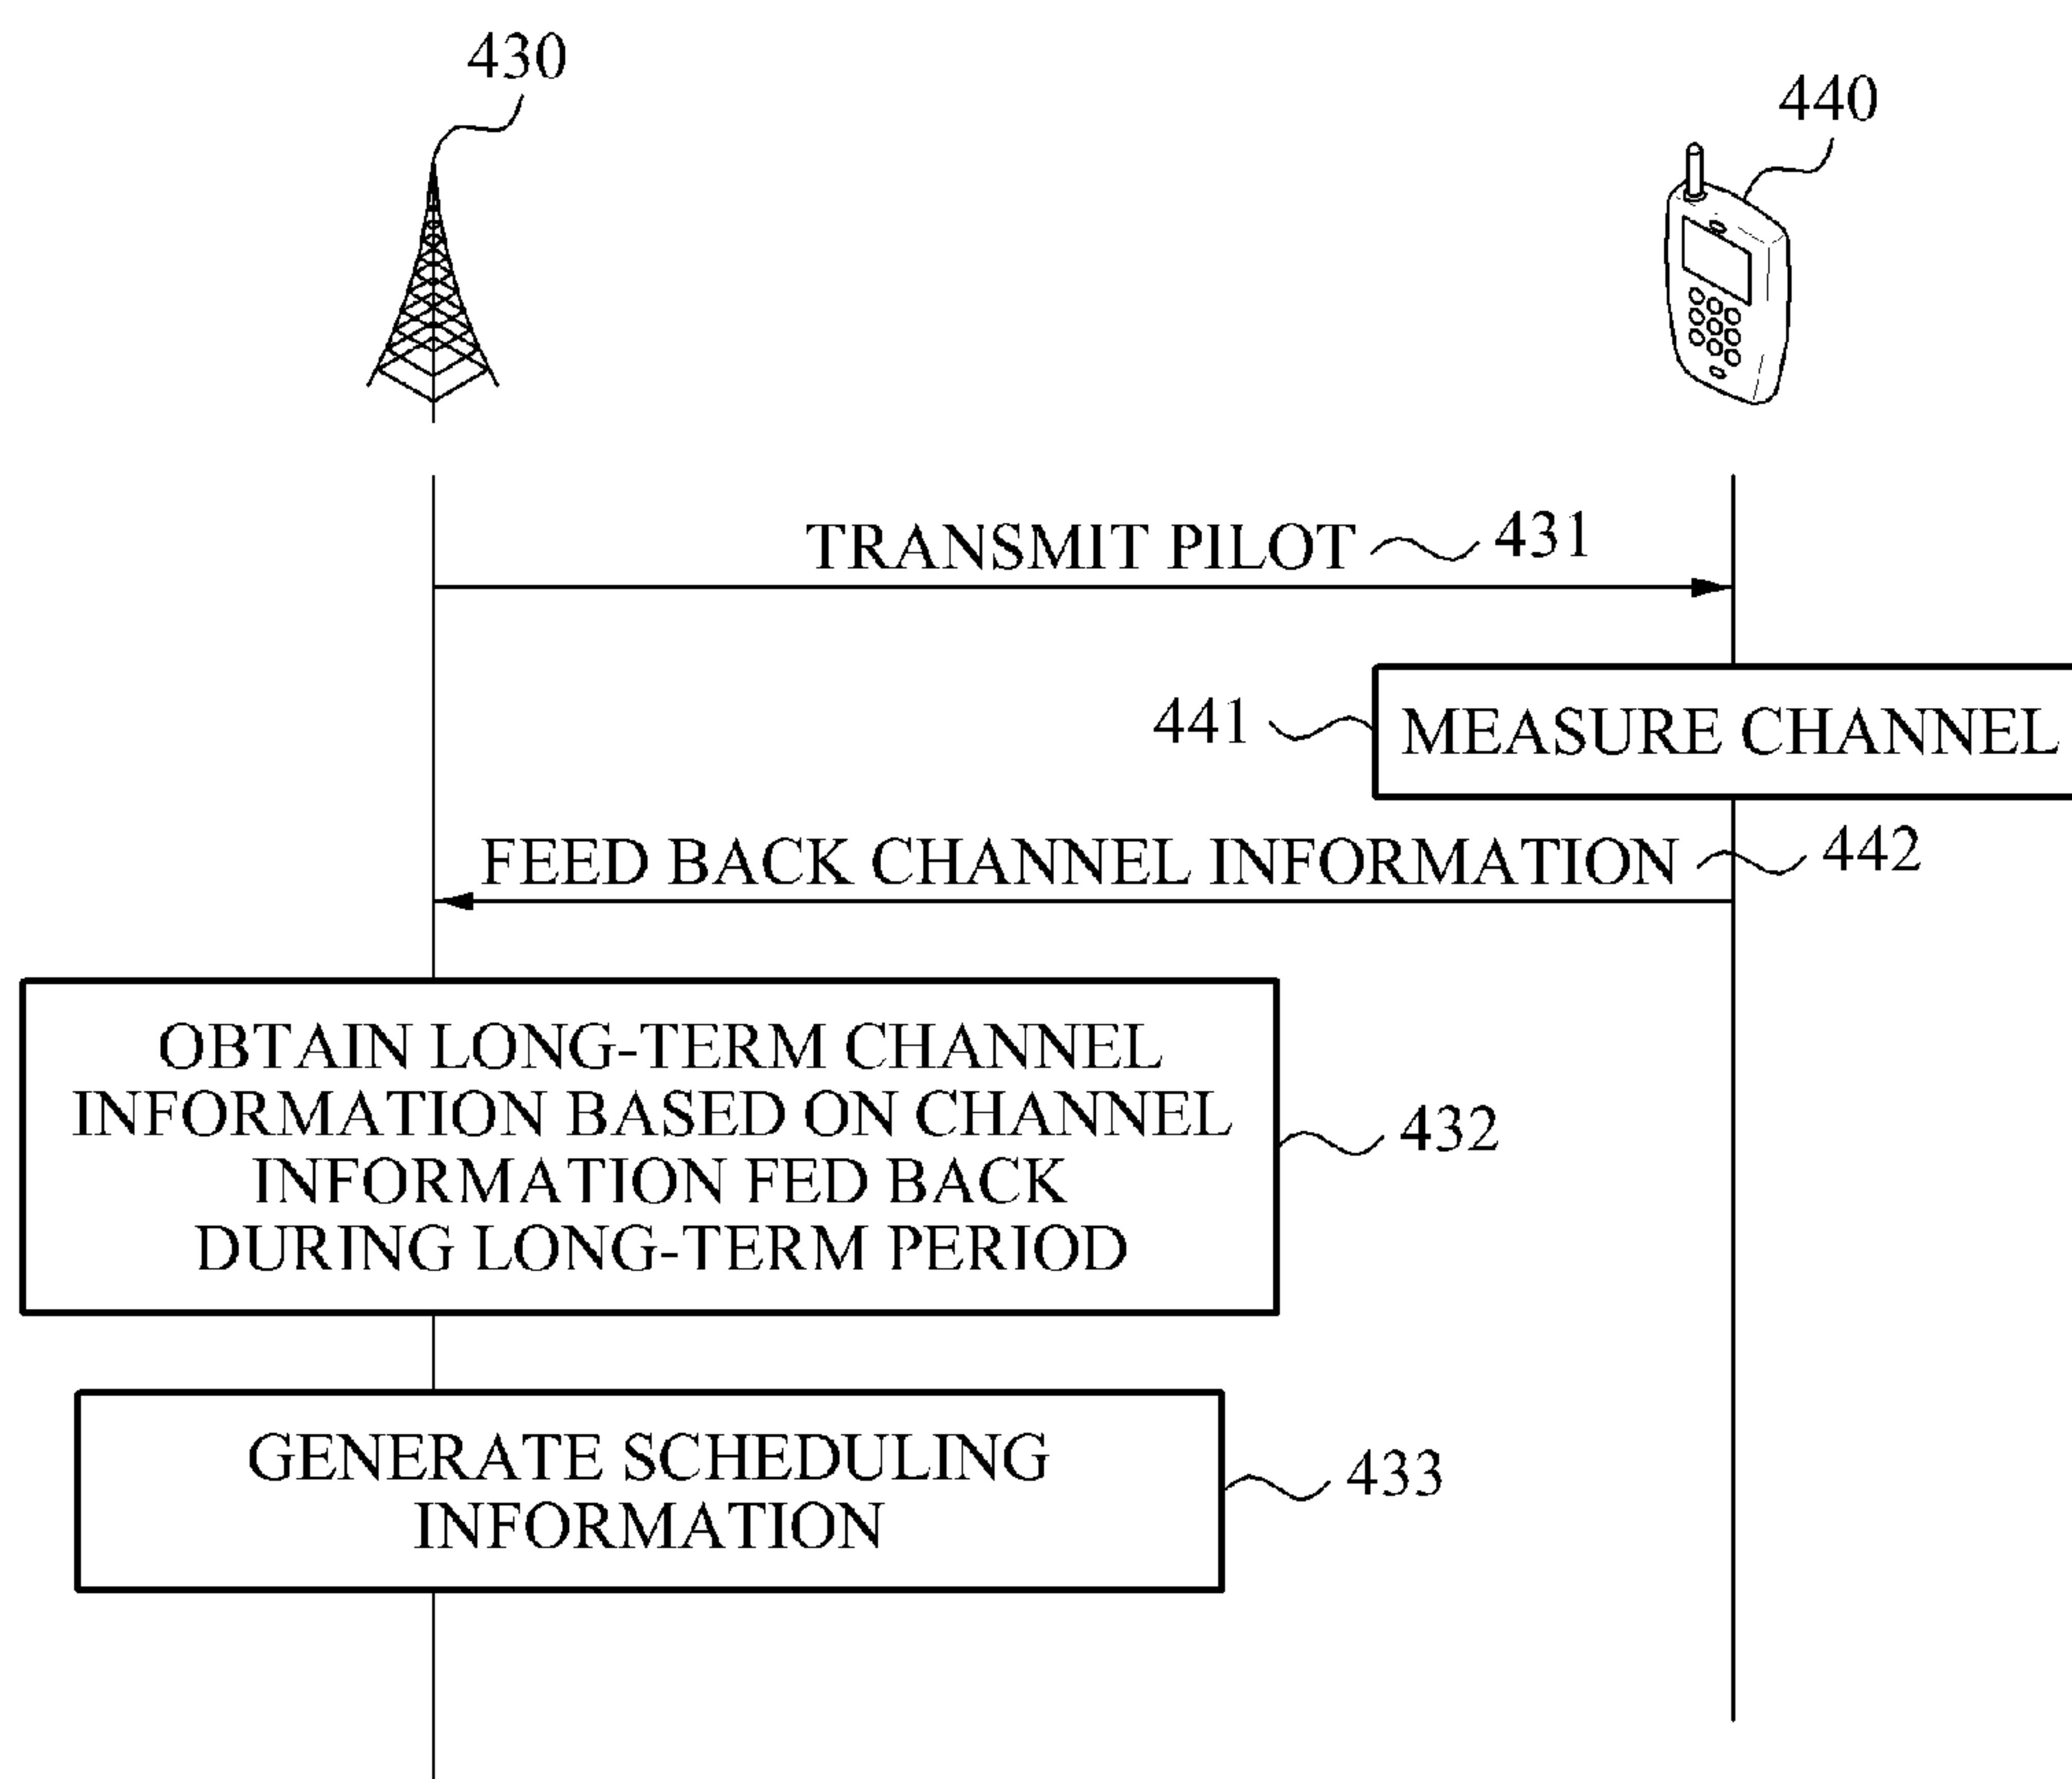 430
440
TRANSMIT PILOT 431
441 MEASURE CHANNEL
FEED BACK CHANNEL INFORMATION 442
OBTAIN LONG-TERM CHANNEL
INFORMATION BASED ON CHANNEL
INFORMATION FED BACK
DURING LONG-TERM PERIOD
432
GENERATE SCHEDULING
INFORMATION
433